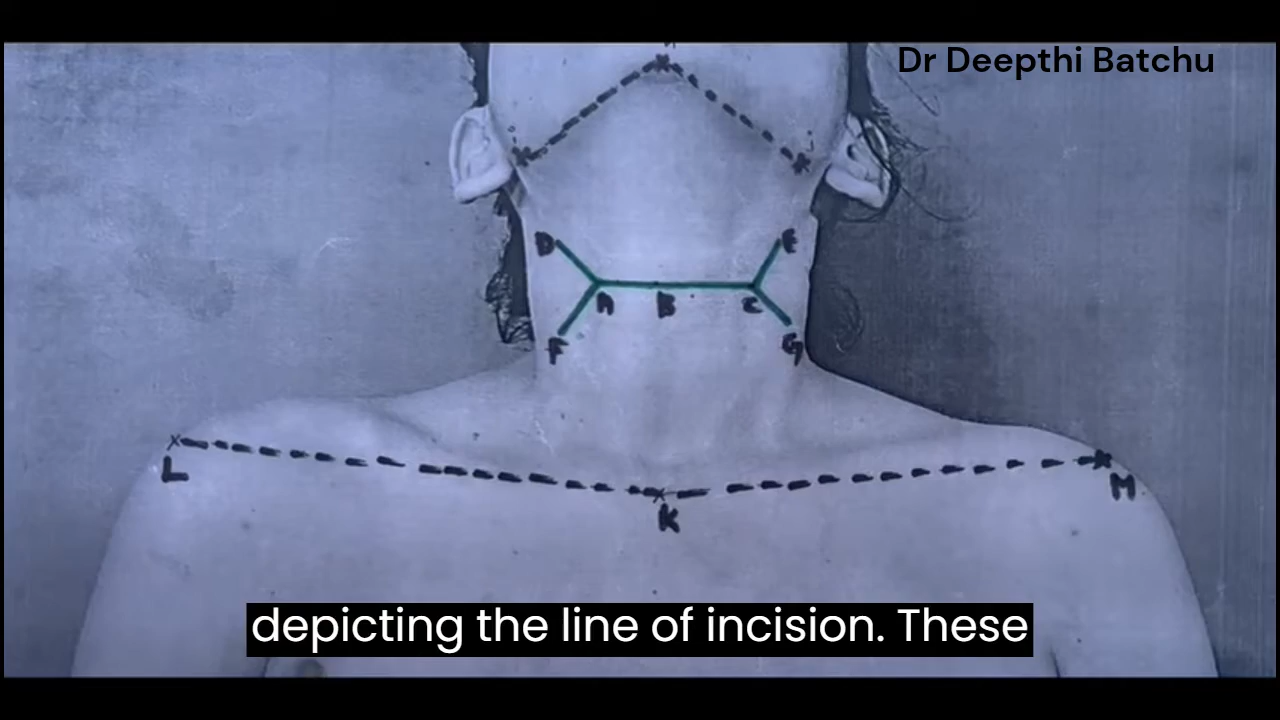 Dr Deepthi Batchu
D
E
A
B
C
F
G
L
M
K
depicting the line of incision. These